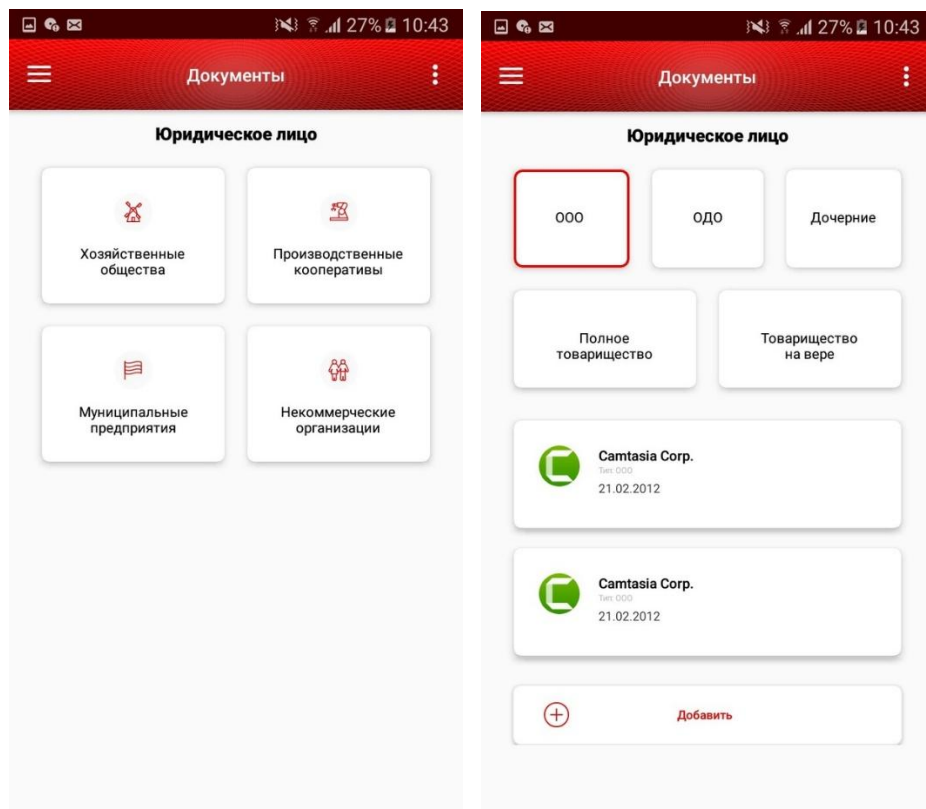 27% 10:43
Документы
Юридическое лицо
Хозяйственные
общества
Производственные
кооперативы
Муниципальные
предприятия
Некоммерческие
организации
27% 10:43
Документы
Юридическое лицо
ООО
ОДО
Дочерние
Полное
товарищество
Товарищество
на вере
Camtasia Corp.
Тип: ООО
21.02.2012
Camtasia Corp.
Тип: ООО
21.02.2012
Добавить